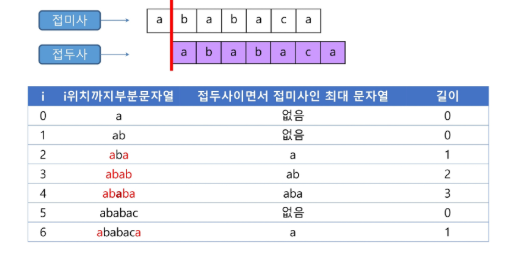 접미사 a b a b a c a
접두사 a b a b a c a
i i위치까지부분문자열 접두사이면서 접미사인 최대 문자열 길이
0 a 없음 0
1 ab 없음 0
2 aba a 1
3 abab ab 2
4 ababa aba 3
5 ababac 없음 0
6 ababaca a 1